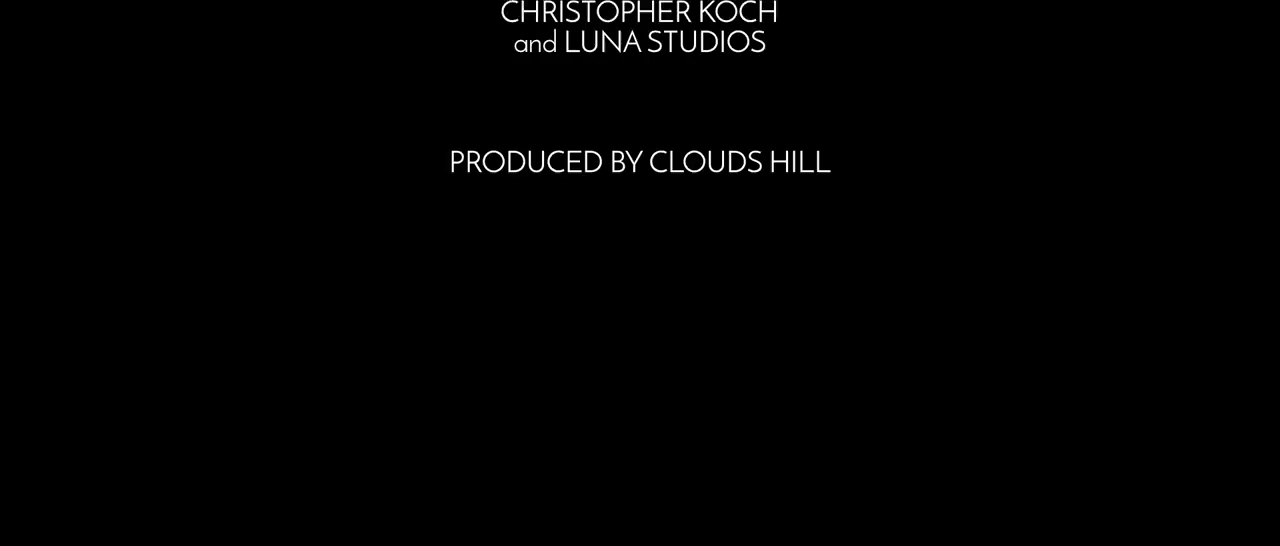 CHRISTOPHER KOCH
and LUNA STUDIOS
PRODUCED BY CLOUDS HILL